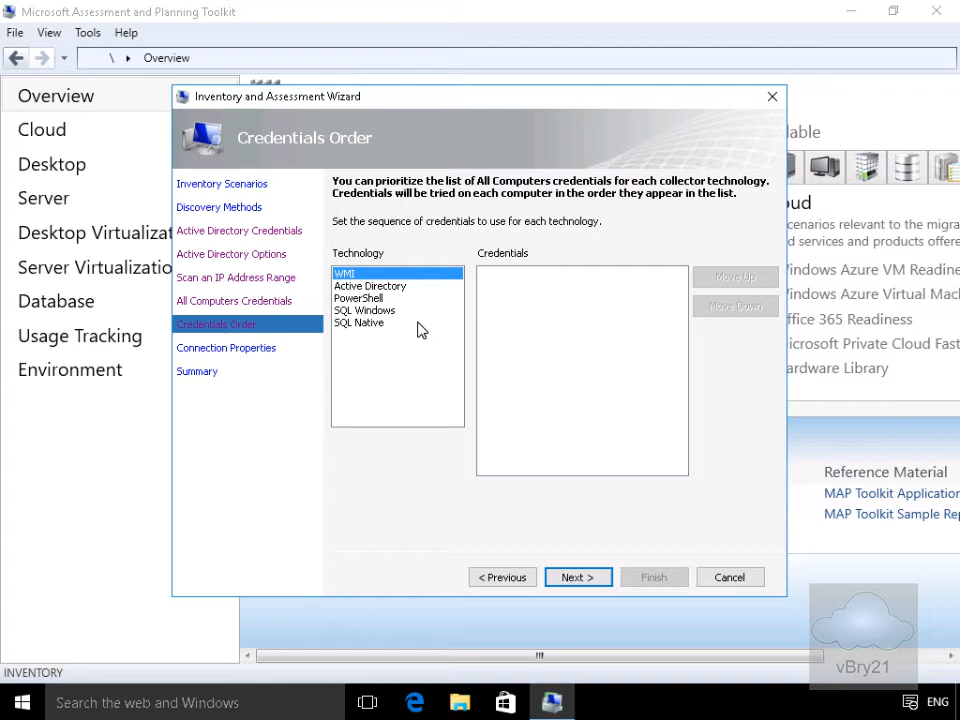 Microsoft Assessment and Planning Toolkit
File View Tools Help
\ Overview
Overview
Cloud
Desktop
Server
Desktop Virtualizat
Server Virtualizatio
Database
Usage Tracking
Environment
Inventory and Assessment Wizard
Credentials Order
Inventory Scenarios
Discovery Methods
Active Directory Credentials
Active Directory Options
Scan an IP Address Range
All Computers Credentials
Credentials Order
Connection Properties
Summary
You can prioritize the list of All Computers credentials for each collector technology.
Credentials will be tried on each computer in the order they appear in the list.
Set the sequence of credentials to use for each technology.
Technology
WMI
Active Directory
PowerShell
SQL Windows
SQL Native
Credentials
Move Up
Move Down
< Previous
Next >
Finish
Cancel
lable
oud
enarios relevant to the migra
d services and products offere
indows Azure VM Readine
indows Azure Virtual Mach
ffice 365 Readiness
icrosoft Private Cloud Fast
ardware Library
Reference Material
MAP Toolkit Application
MAP Toolkit Sample Rep
vBry21
INVENTORY
Search the web and Windows
ENG